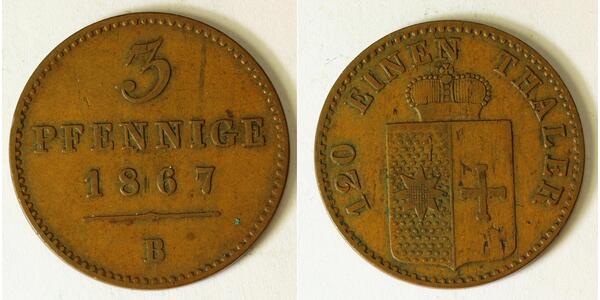 3
PFENNIGE
1867
B
120 EINEN THALER